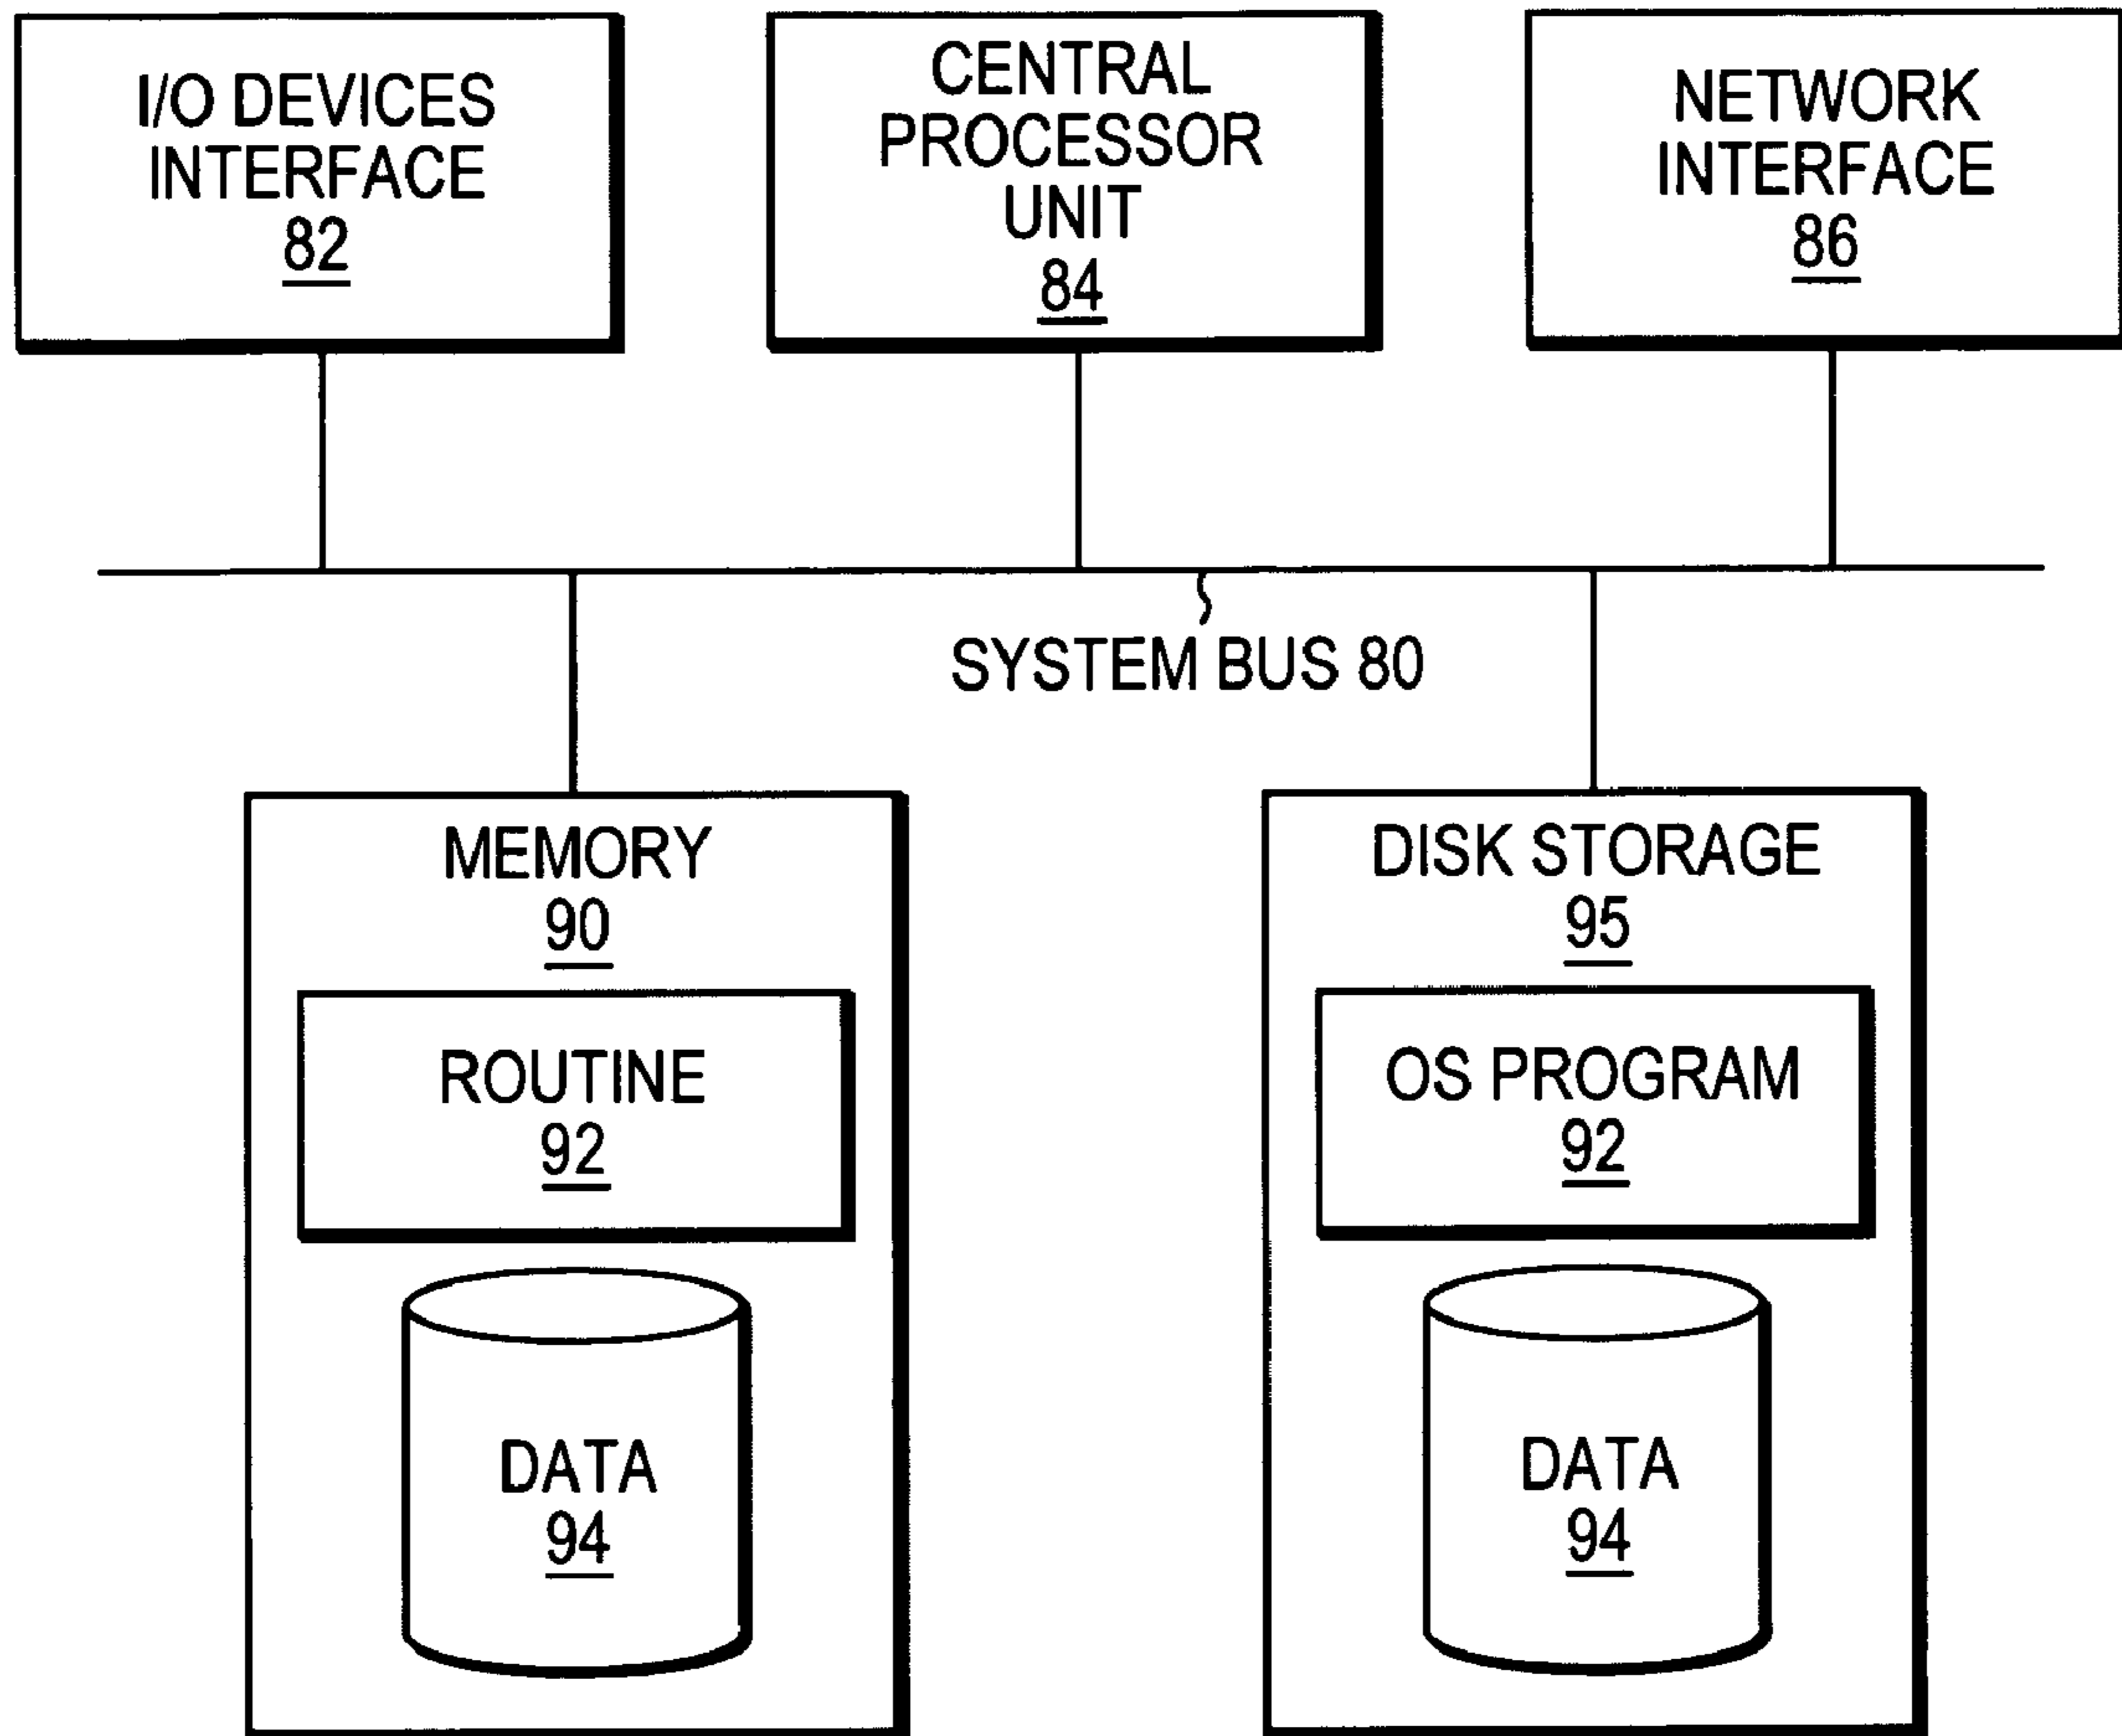 I/O DEVICES
INTERFACE
82
CENTRAL
PROCESSOR
UNIT
84
NETWORK
INTERFACE
86
SYSTEM BUS 80
MEMORY
90
ROUTINE
92
DATA
94
DISK STORAGE
95
OS PROGRAM
92
DATA
94